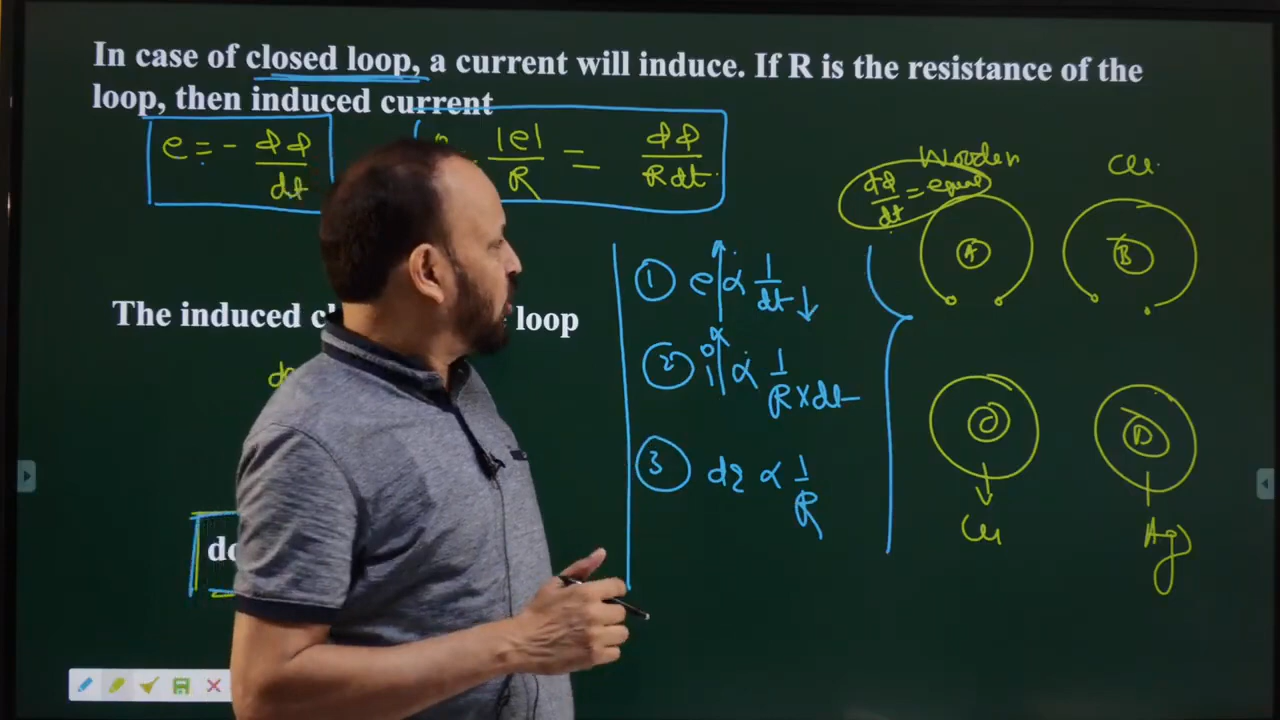 In case of closed loop, a current will induce. If R is the resistance of the
loop, then induced current
e = - dφ/dt
|e|/R = dφ/Rdt
The induced
loop
① e ∝ 1/dt ↓
② i ∝ 1/R×dt
③ dq ∝ 1/R
Wooden
Cu
dφ/dt = equal
A
B
C
D
Cu
Ag